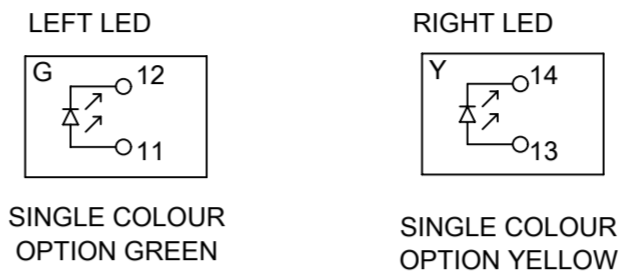 LEFT LED
G
12
11
SINGLE COLOUR
OPTION GREEN
RIGHT LED
Y
14
13
SINGLE COLOUR
OPTION YELLOW